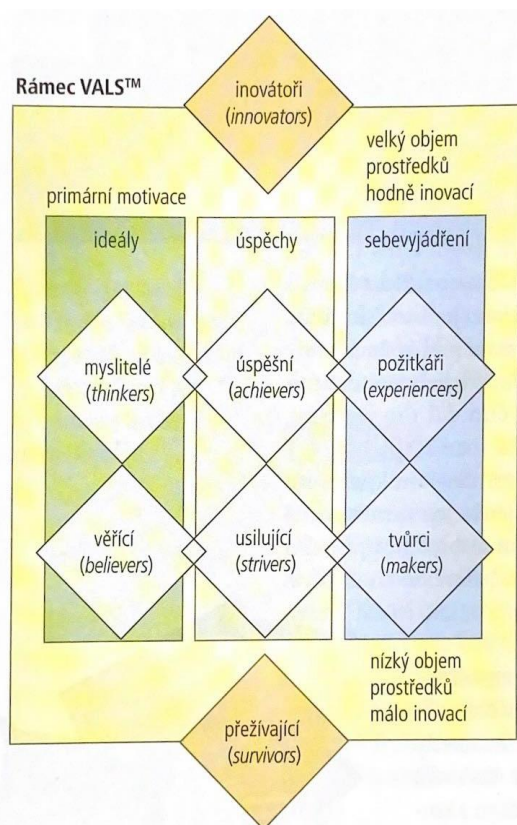 Rámec VALS™
inovátoři
(innovators)
velký objem
prostředků
hodně inovací
primární motivace
ideály
úspěchy
sebevyjádření
myslitelé
(thinkers)
úspěšní
(achievers)
požitkáři
(experiencers)
věřící
(believers)
usilující
(strivers)
tvůrci
(makers)
nízký objem
prostředků
málo inovací
přežívající
(survivors)